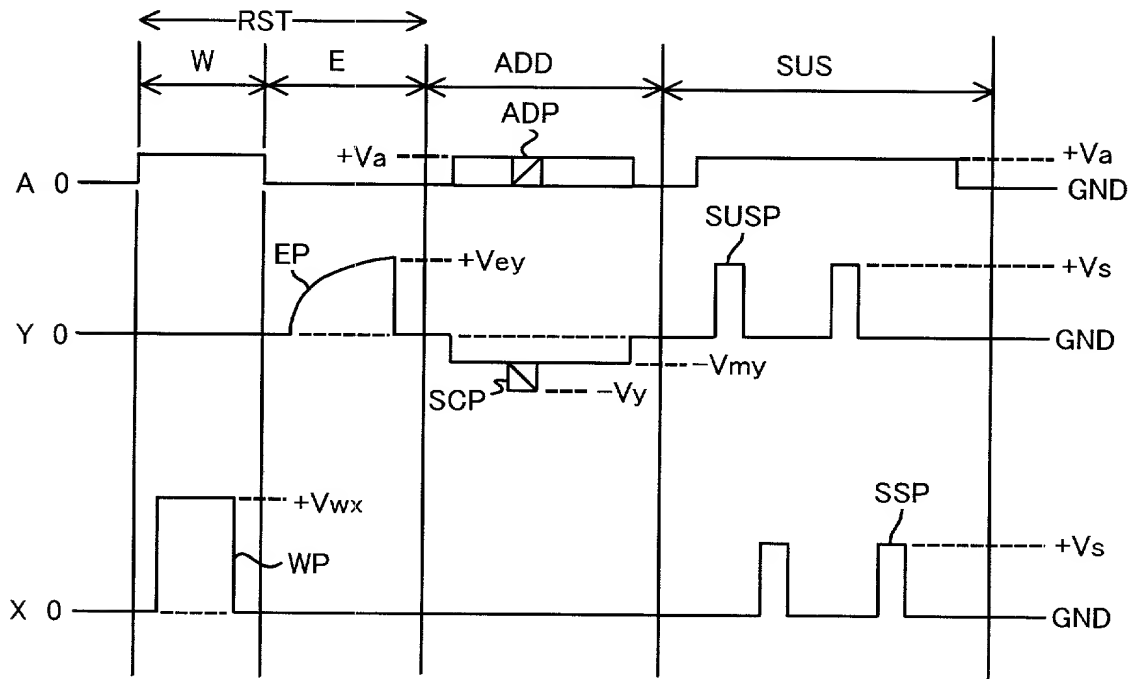 RST
W E ADD SUS
ADP
+Va +Va
A 0 GND
SUSP
EP +Vey +Vs
Y 0 GND
−Vmy
SCP −Vy
+Vwx SSP
WP +Vs
X 0 GND